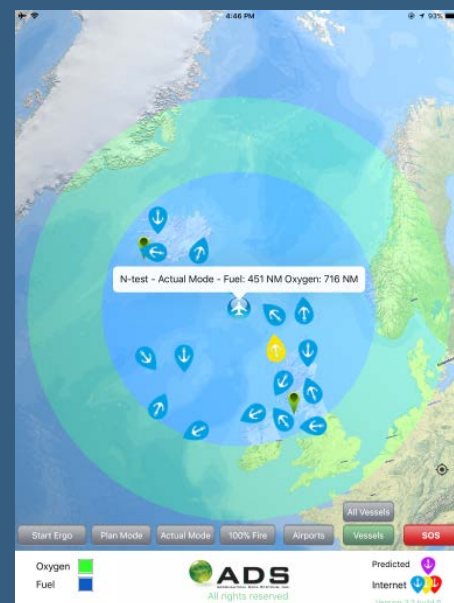 4:46 PM
93%
N-test - Actual Mode - Fuel: 451 NM Oxygen: 716 NM
All Vessels
Start Ergo
Plan Mode
Actual Mode
100% Fire
Airports
Vessels
SOS
Oxygen
Fuel
ADS
All rights reserved
Predicted
Internet